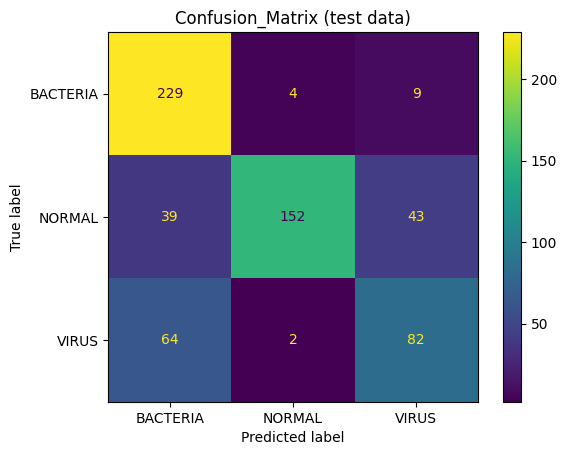 Confusion_Matrix (test data)
BACTERIA 229 4 9
NORMAL 39 152 43
VIRUS 64 2 82
BACTERIA NORMAL VIRUS
Predicted label
True label
200
150
100
50